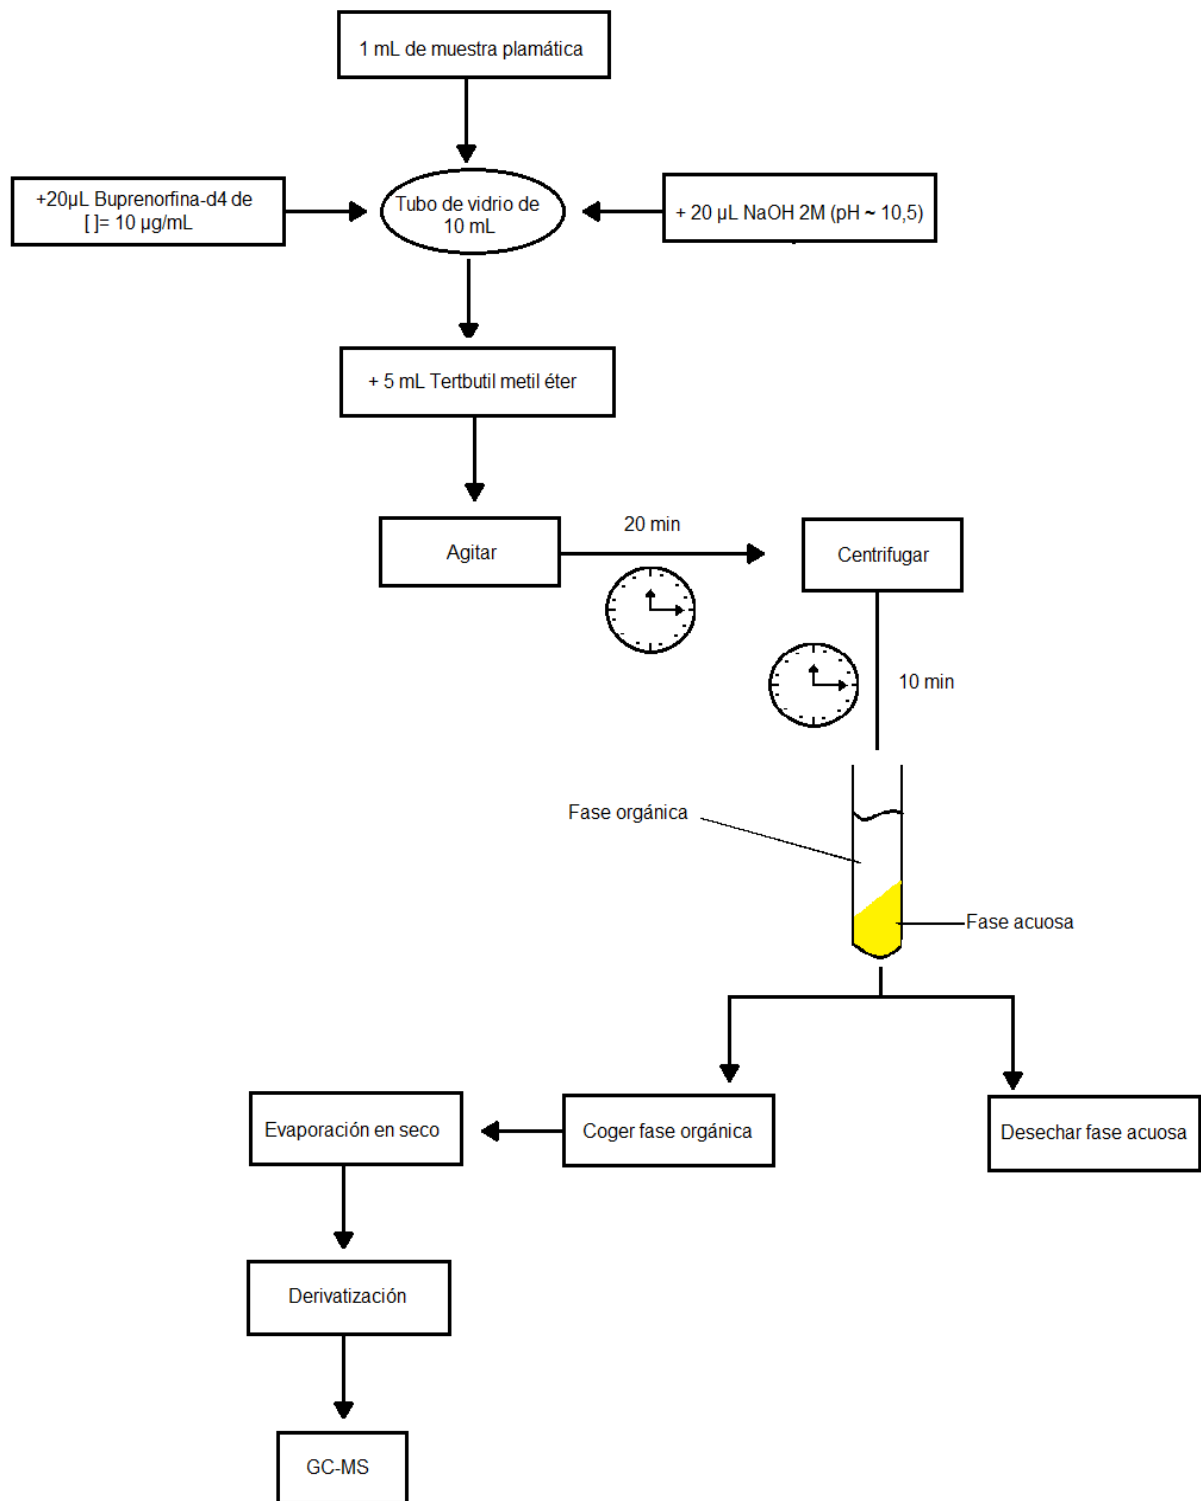 1 mL de muestra plamática
+20µL Buprenorfina-d4 de
[ ]= 10 µg/mL
Tubo de vidrio de
10 mL
+ 20 µL NaOH 2M (pH ~ 10,5)
+ 5 mL Tertbutil metil éter
Agitar
20 min
Centrifugar
10 min
Fase orgánica
Fase acuosa
Evaporación en seco
Coger fase orgánica
Desechar fase acuosa
Derivatización
GC-MS